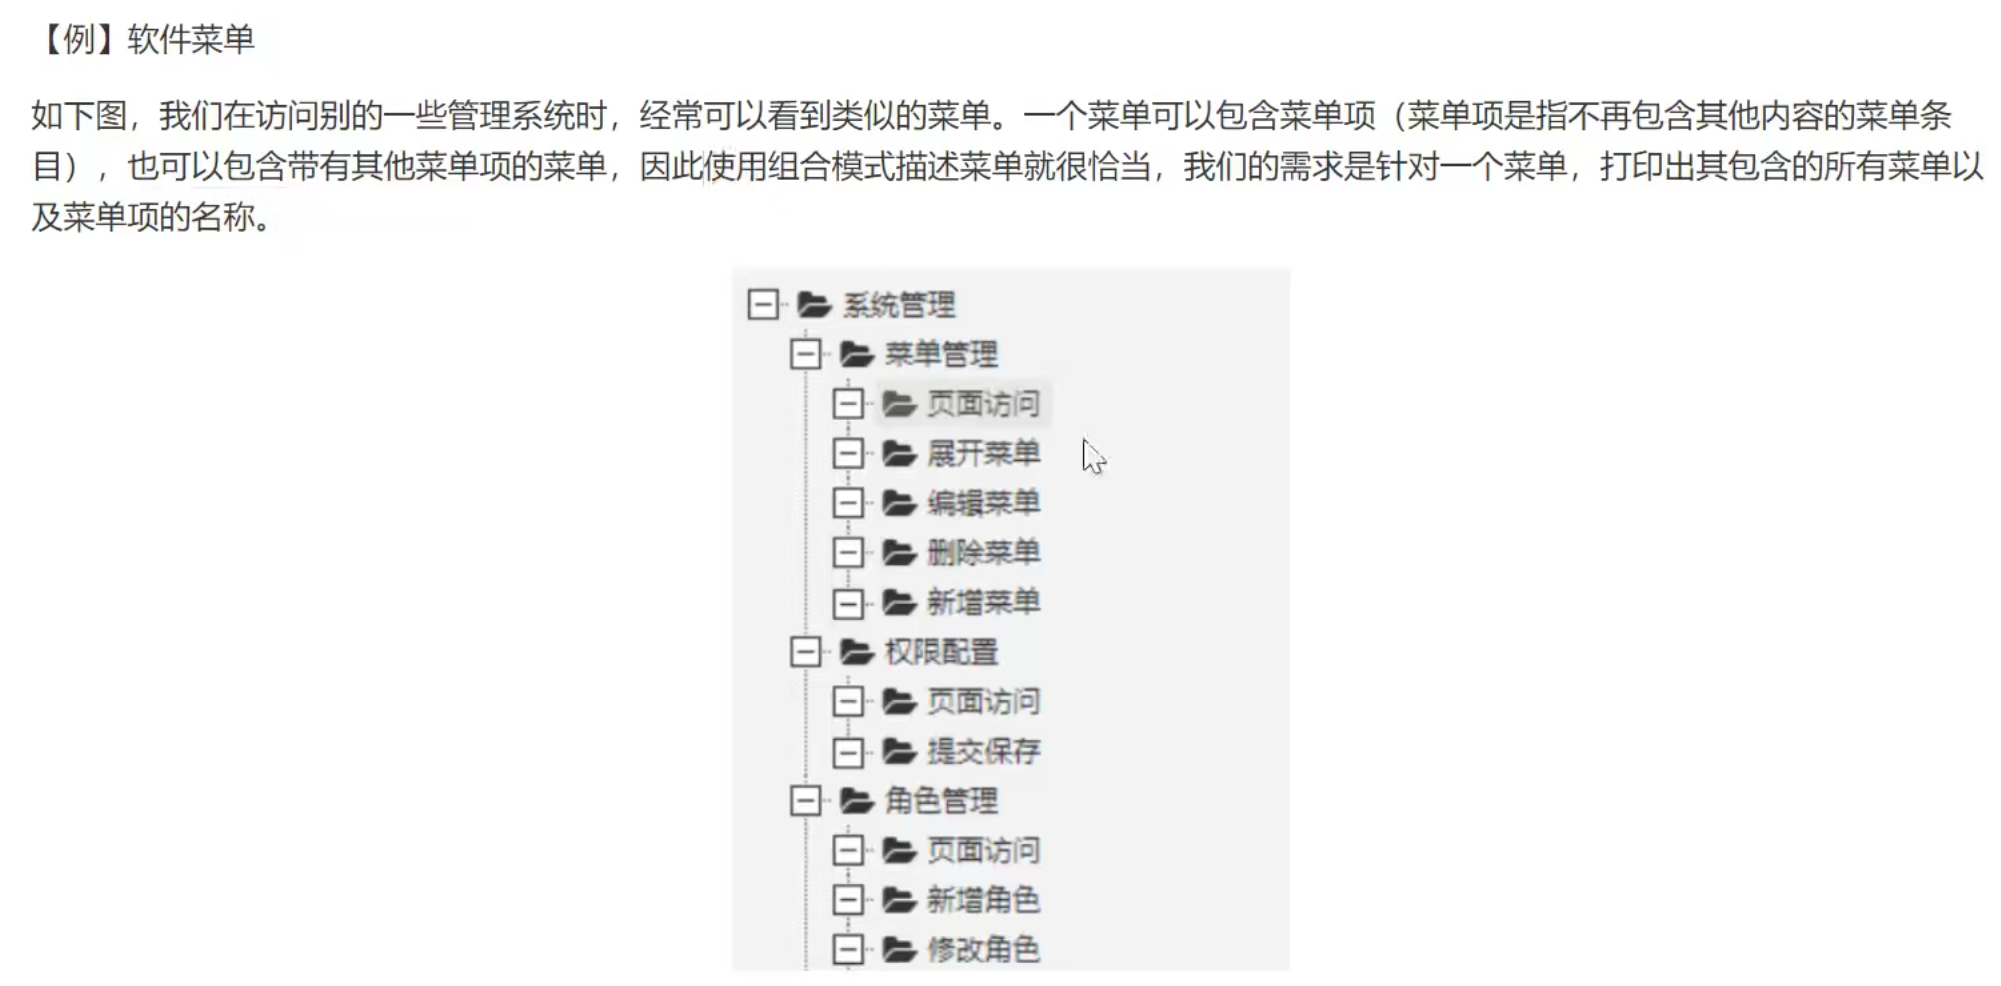 【例】软件菜单
如下图，我们在访问别的一些管理系统时，经常可以看到类似的菜单。一个菜单可以包含菜单项（菜单项是指不再包含其他内容的菜单条
目），也可以包含带有其他菜单项的菜单，因此使用组合模式描述菜单就很恰当，我们的需求是针对一个菜单，打印出其包含的所有菜单以
及菜单项的名称。
系统管理
菜单管理
页面访问
展开菜单
编辑菜单
删除菜单
新增菜单
权限配置
页面访问
提交保存
角色管理
页面访问
新增角色
修改角色